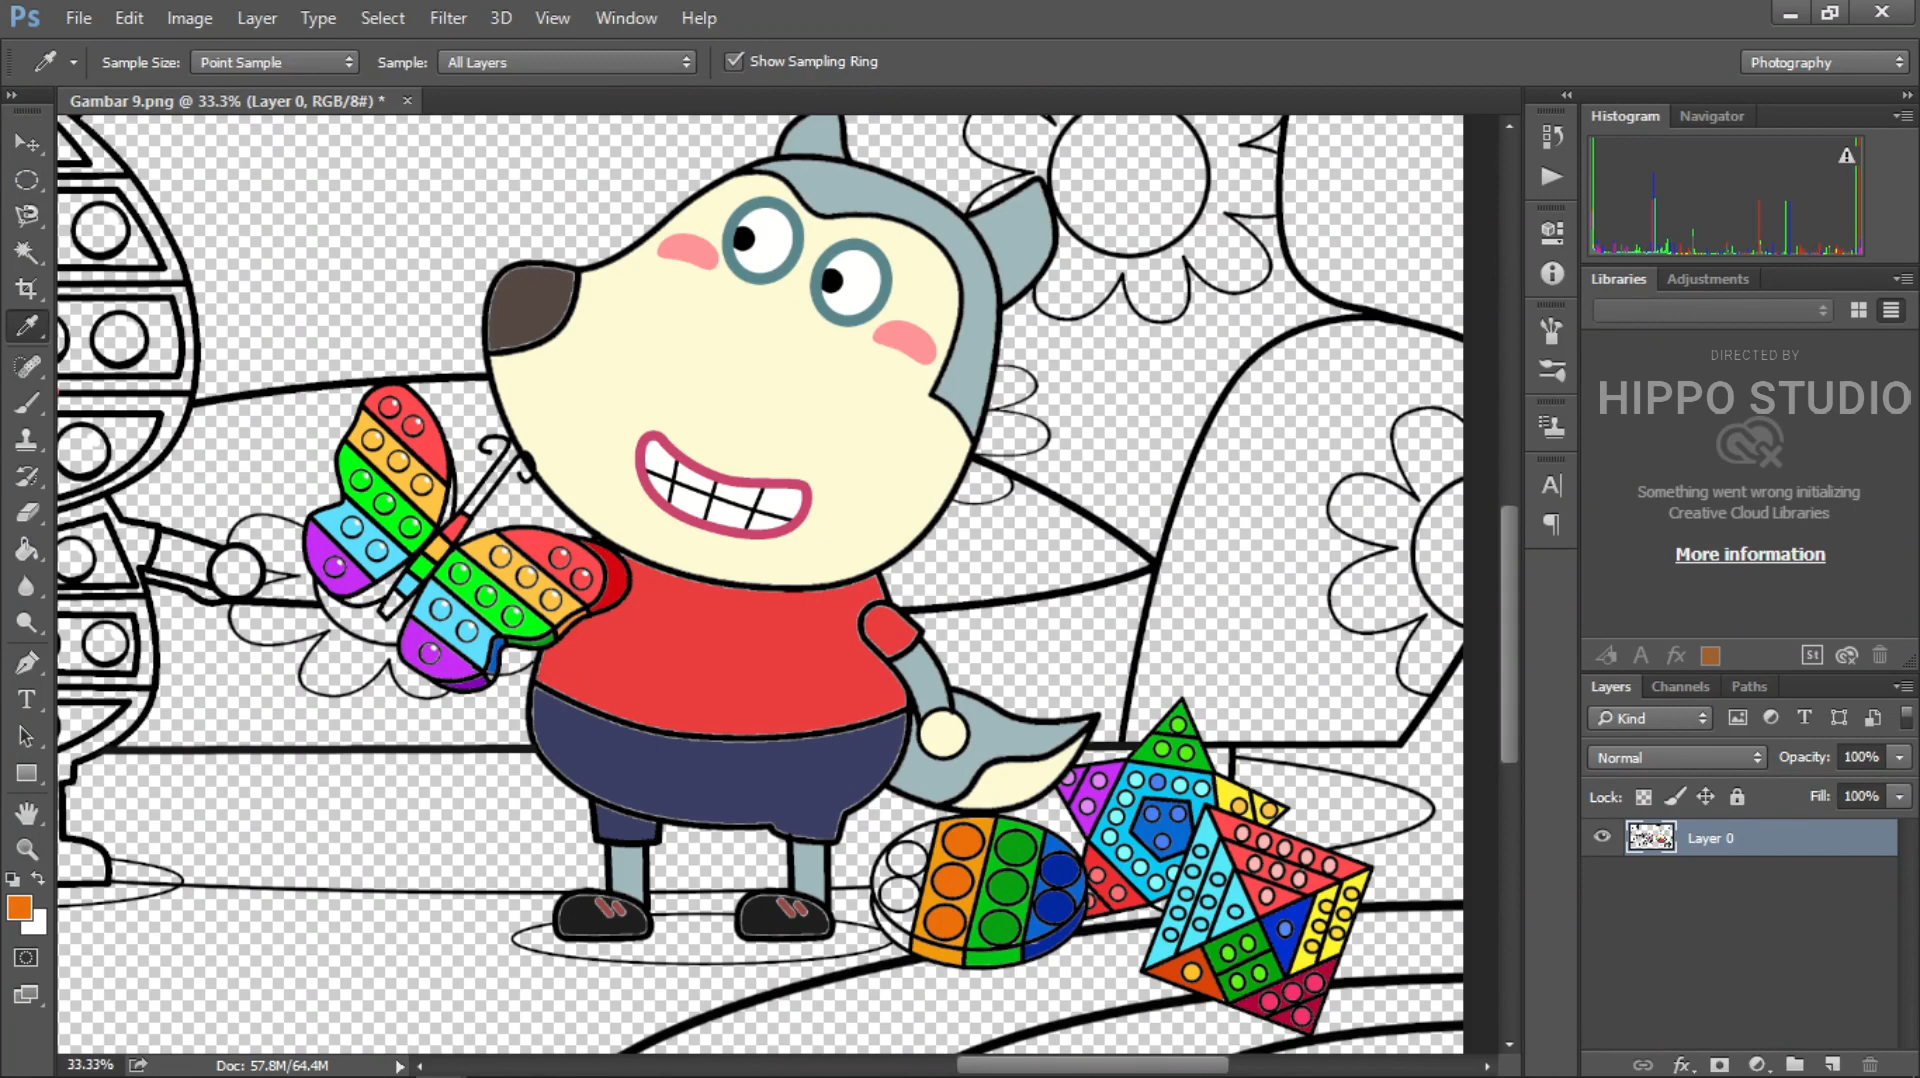 Ps File Edit Image Layer Type Select Filter 3D View Window Help
Sample Size: Point Sample Sample: All Layers Show Sampling Ring Photography
Gambar 9.png @ 33.3% (Layer 0, RGB/8#) * ×
Histogram Navigator
Libraries Adjustments
DIRECTED BY
HIPPO STUDIO
Something went wrong initializing
Creative Cloud Libraries
More information
A fx St
Layers Channels Paths
Kind T
Normal Opacity: 100%
Lock: Fill: 100%
Layer 0
33.33% Doc: 57.8M/64.4M fx